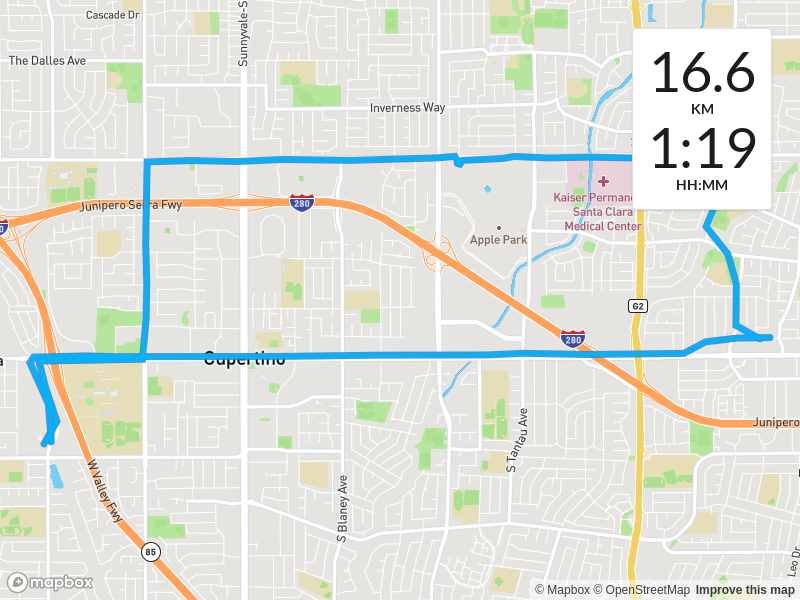 Cascade Dr
Sunnyvale-S
The Dalles Ave
Inverness Way
16.6
KM
1:19
HH:MM
Kaiser Perman
Santa Clara
Medical Center
Junipero Serra Fwy
280
Apple Park
G2
280
Cupertino
Junipero
S Tantau Ave
S Blaney Ave
W Valley Fwy
85
Leo Dr
mapbox
© Mapbox © OpenStreetMap Improve this map